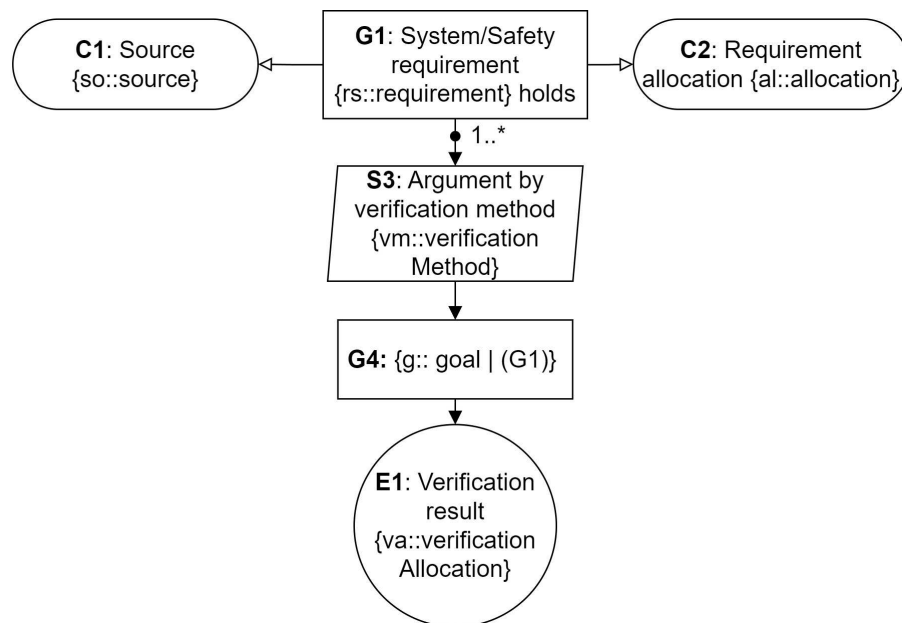 C1: Source
{so::source}
G1: System/Safety
requirement
{rs::requirement} holds
C2: Requirement
allocation {al::allocation}
1..*
S3: Argument by
verification method
{vm::verification
Method}
G4: {g:: goal | (G1)}
E1: Verification
result
{va::verification
Allocation}